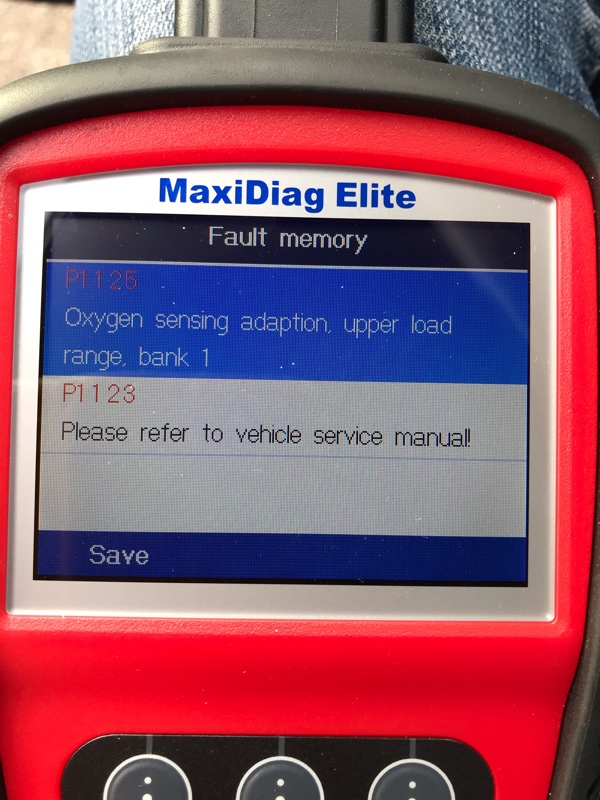 MaxiDiag Elite
Fault memory
P1125
Oxygen sensing adaption, upper load
range, bank 1
P1123
Please refer to vehicle service manual!
Save